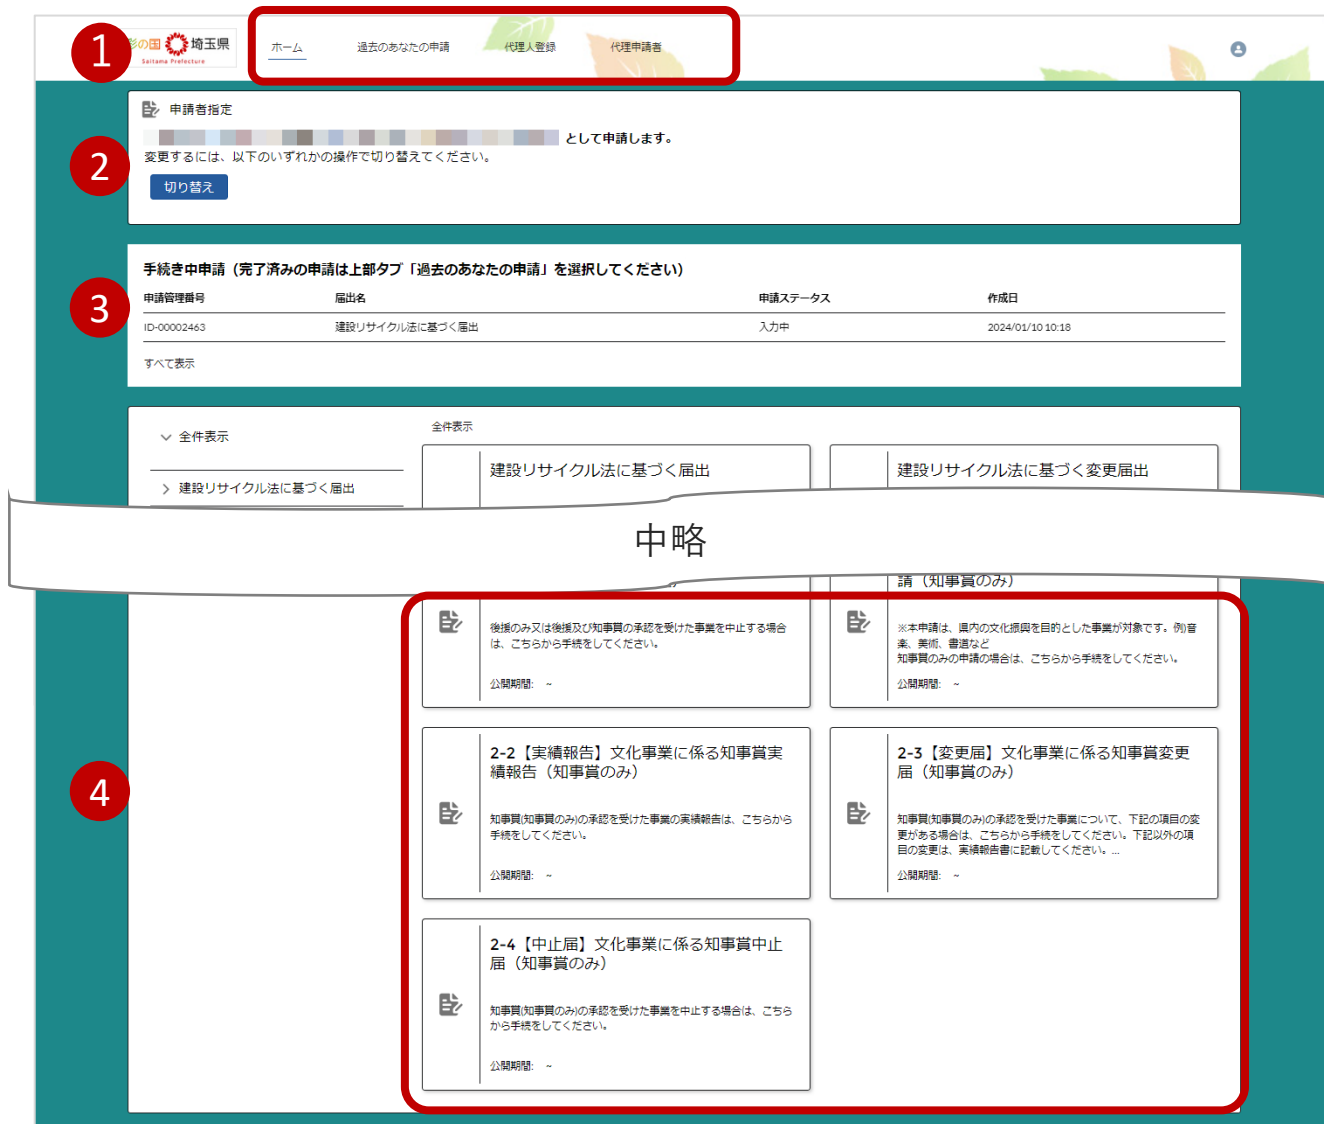 1
彩の国 埼玉県
Saitama Prefecture
ホーム 過去のあなたの申請 代理人登録 代理申請者
2
申請者指定
として申請します。
変更するには、以下のいずれかの操作で切り替えてください。
切り替え
3
手続き中申請（完了済みの申請は上部タブ「過去のあなたの申請」を選択してください）
申請管理番号 届出名 申請ステータス 作成日
ID-00002463 建設リサイクル法に基づく届出 入力中 2024/01/10 10:18
すべて表示
全件表示
建設リサイクル法に基づく届出
全件表示
建設リサイクル法に基づく届出
建設リサイクル法に基づく変更届出
中略
4
後援のみ又は後援及び知事賞の承認を受けた事業を中止する場合
は、こちらから手続をしてください。
公開期間: ~
請（知事賞のみ）
※本申請は、県内の文化振興を目的とした事業が対象です。例)音
楽、美術、書道など
知事賞のみの申請の場合は、こちらから手続をしてください。
公開期間: ~
2-2【実績報告】文化事業に係る知事賞実
績報告（知事賞のみ）
知事賞(知事賞のみ)の承認を受けた事業の実績報告は、こちらから
手続をしてください。
公開期間: ~
2-3【変更届】文化事業に係る知事賞変更
届（知事賞のみ）
知事賞(知事賞のみ)の承認を受けた事業について、下記の項目の変
更がある場合は、こちらから手続をしてください。下記以外の項
目の変更は、実績報告書に記載してください。...
公開期間: ~
2-4【中止届】文化事業に係る知事賞中止
届（知事賞のみ）
知事賞(知事賞のみ)の承認を受けた事業を中止する場合は、こちら
から手続をしてください。
公開期間: ~